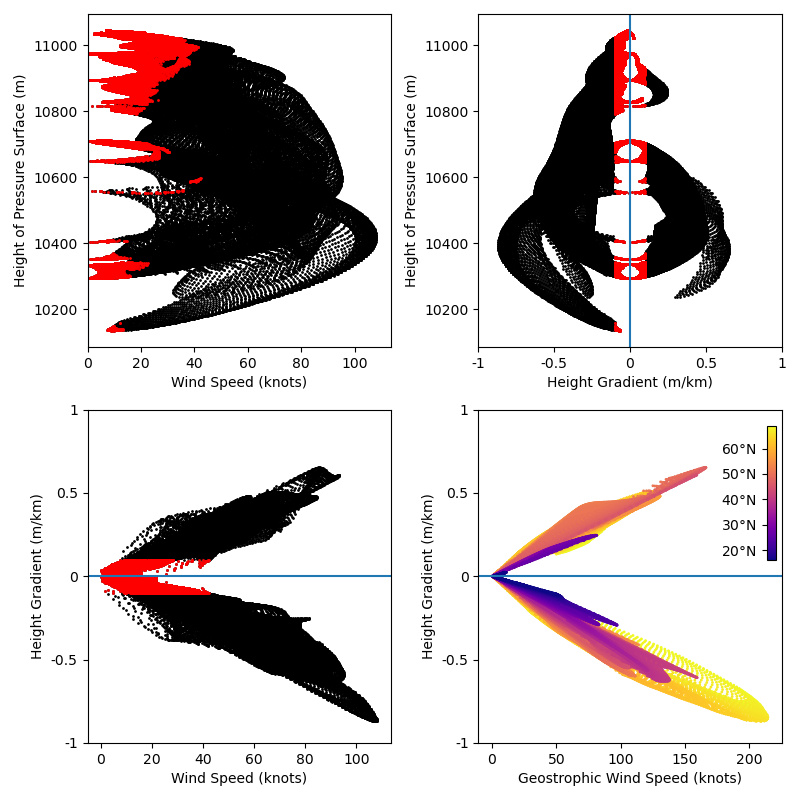 11000
10800
10600
10400
10200
Height of Pressure Surface (m)
0 20 40 60 80 100
Wind Speed (knots)
11000
10800
10600
10400
10200
Height of Pressure Surface (m)
-1 -0.5 0 0.5 1
Height Gradient (m/km)
1
0.5
0
-0.5
-1
Height Gradient (m/km)
0 20 40 60 80 100
Wind Speed (knots)
1
0.5
0
-0.5
-1
Height Gradient (m/km)
60°N
50°N
40°N
30°N
20°N
0 50 100 150 200
Geostrophic Wind Speed (knots)